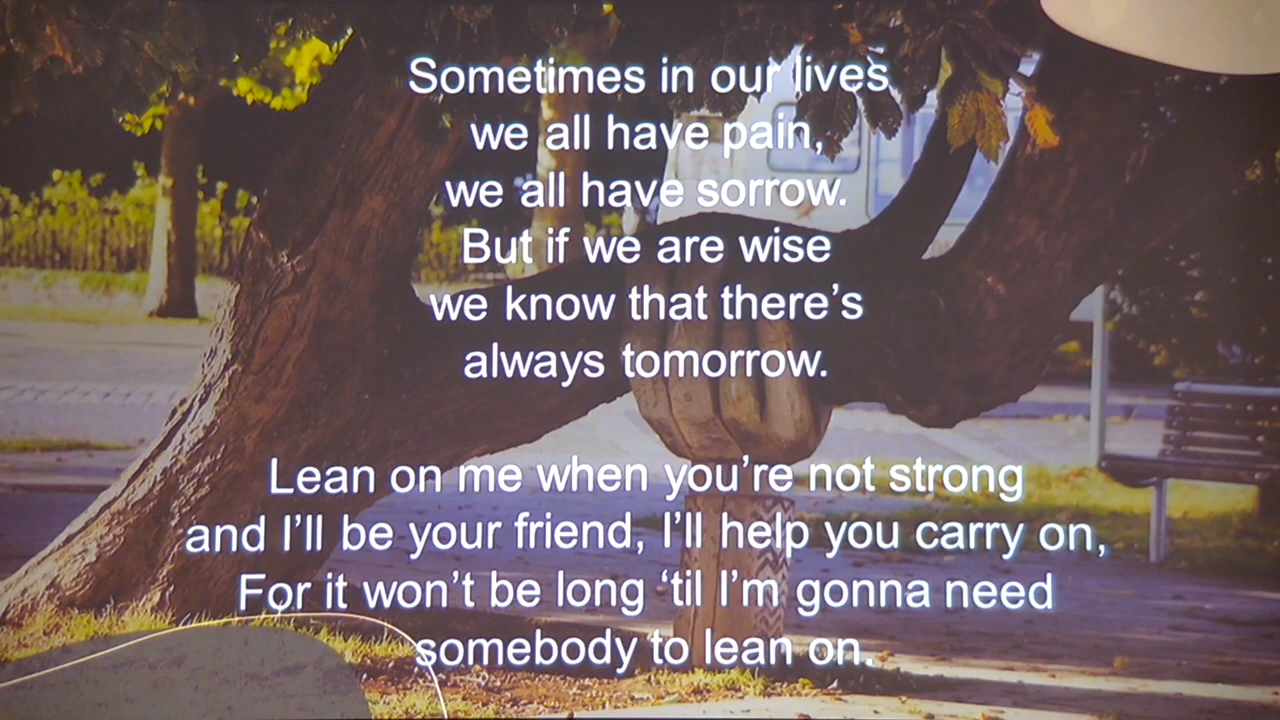 Sometimes in our lives
we all have pain,
we all have sorrow.
But if we are wise
we know that there’s
always tomorrow.
Lean on me when you’re not strong
and I’ll be your friend, I’ll help you carry on,
For it won’t be long ‘til I’m gonna need
somebody to lean on.